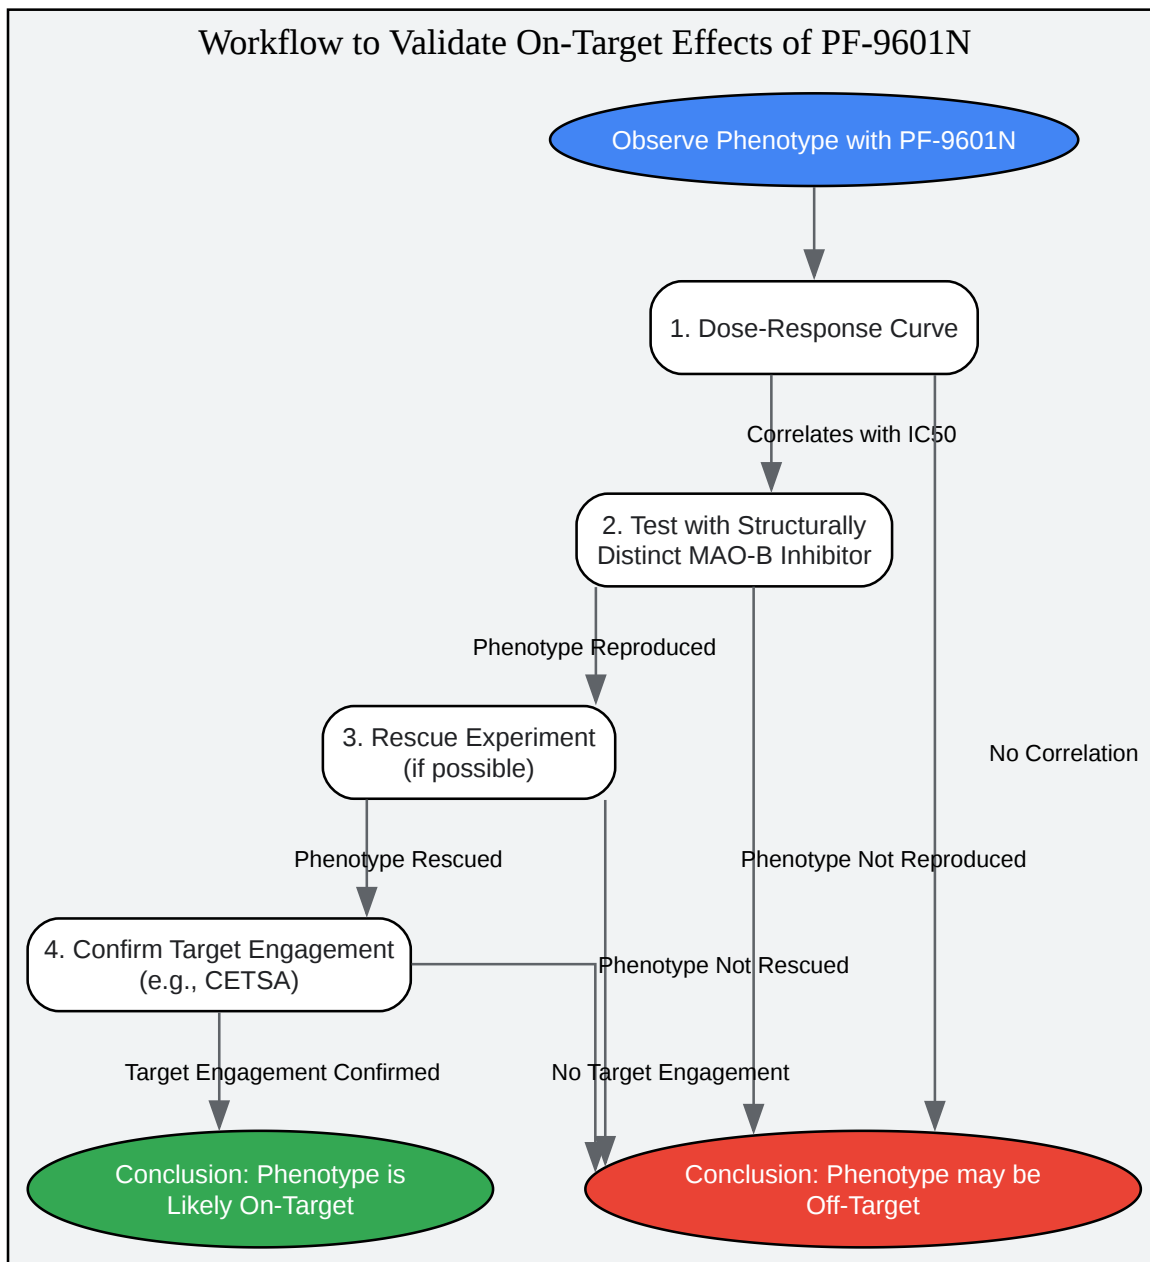 Workflow to Validate On-Target Effects of PF-9601N
Observe Phenotype with PF-9601N
1. Dose-Response Curve
Correlates with IC50
2. Test with Structurally
Distinct MAO-B Inhibitor
Phenotype Reproduced
3. Rescue Experiment
(if possible)
No Correlation
Phenotype Rescued
Phenotype Not Reproduced
4. Confirm Target Engagement
(e.g., CETSA)
Phenotype Not Rescued
Target Engagement Confirmed
No Target Engagement
Conclusion: Phenotype is
Likely On-Target
Conclusion: Phenotype may be
Off-Target